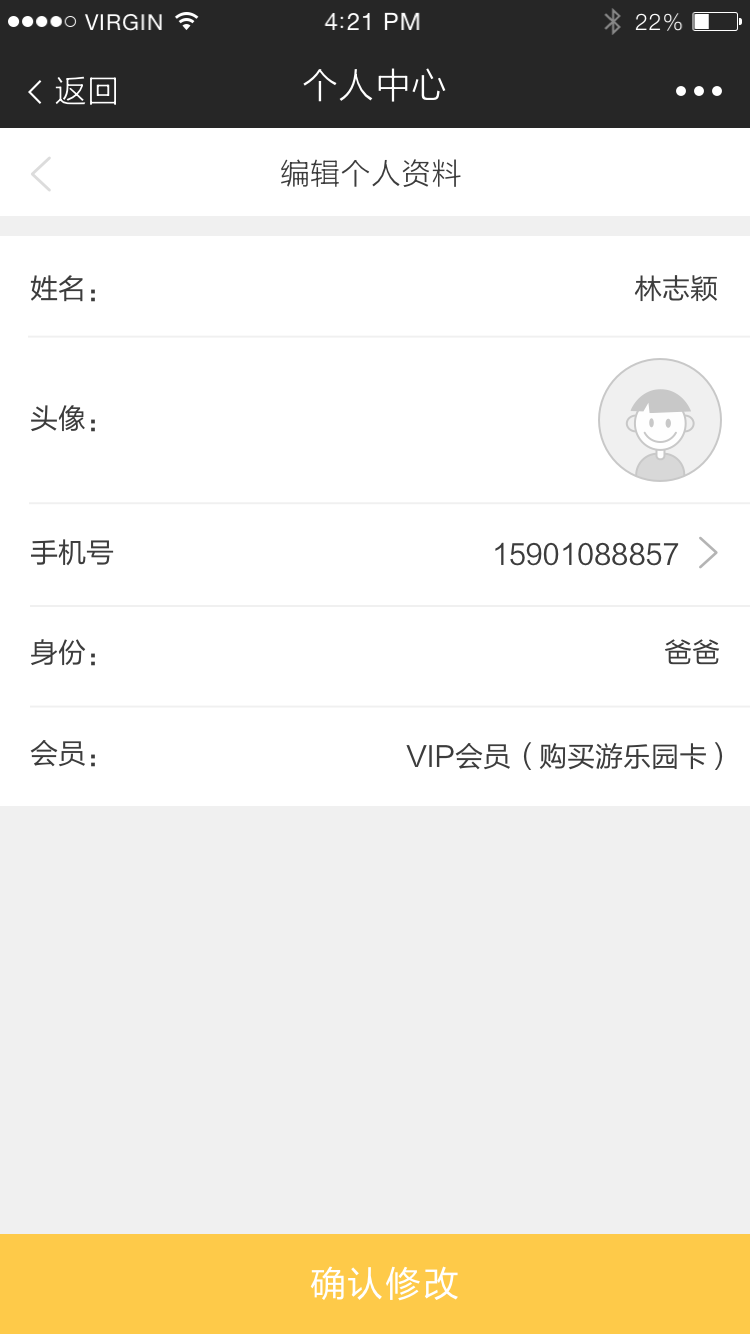 VIRGIN 4:21 PM 22%
返回 个人中心
编辑个人资料
姓名： 林志颖
头像：
手机号 15901088857
身份： 爸爸
会员： VIP会员（购买游乐园卡）
确认修改